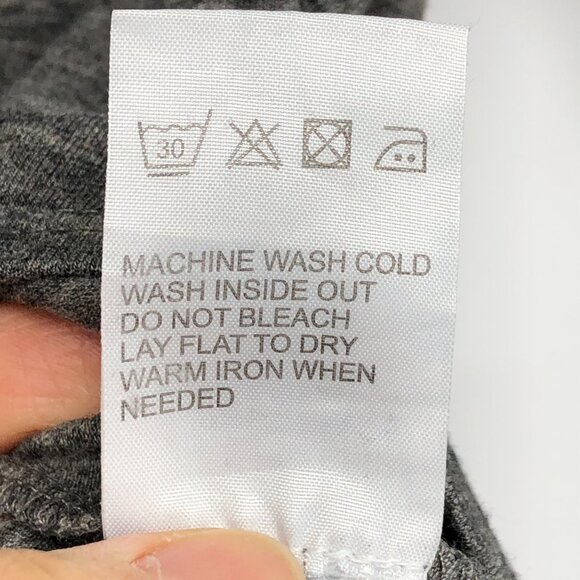 30
MACHINE WASH COLD
WASH INSIDE OUT
DO NOT BLEACH
LAY FLAT TO DRY
WARM IRON WHEN
NEEDED